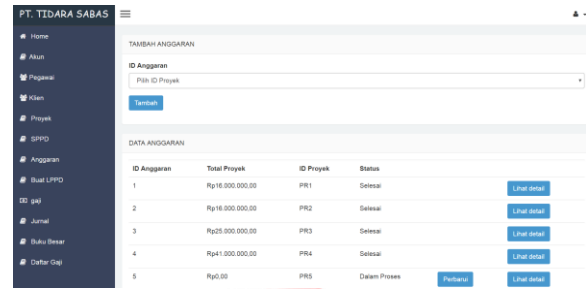 PT. TIDARA SABAS
Home
Akun
Pegawai
Klien
Proyek
SPPD
Anggaran
Buat LPPD
gaji
Jurnal
Buku Besar
Daftar Gaji
TAMBAH ANGGARAN
ID Anggaran
Pilih ID Proyek
Tambah
DATA ANGGARAN
ID Anggaran Total Proyek ID Proyek Status
1 Rp16.000.000,00 PR1 Selesai Lihat detail
2 Rp16.000.000,00 PR2 Selesai Lihat detail
3 Rp25.000.000,00 PR3 Selesai Lihat detail
4 Rp41.000.000,00 PR4 Selesai Lihat detail
5 Rp0,00 PR5 Dalam Proses Perbarui Lihat detail